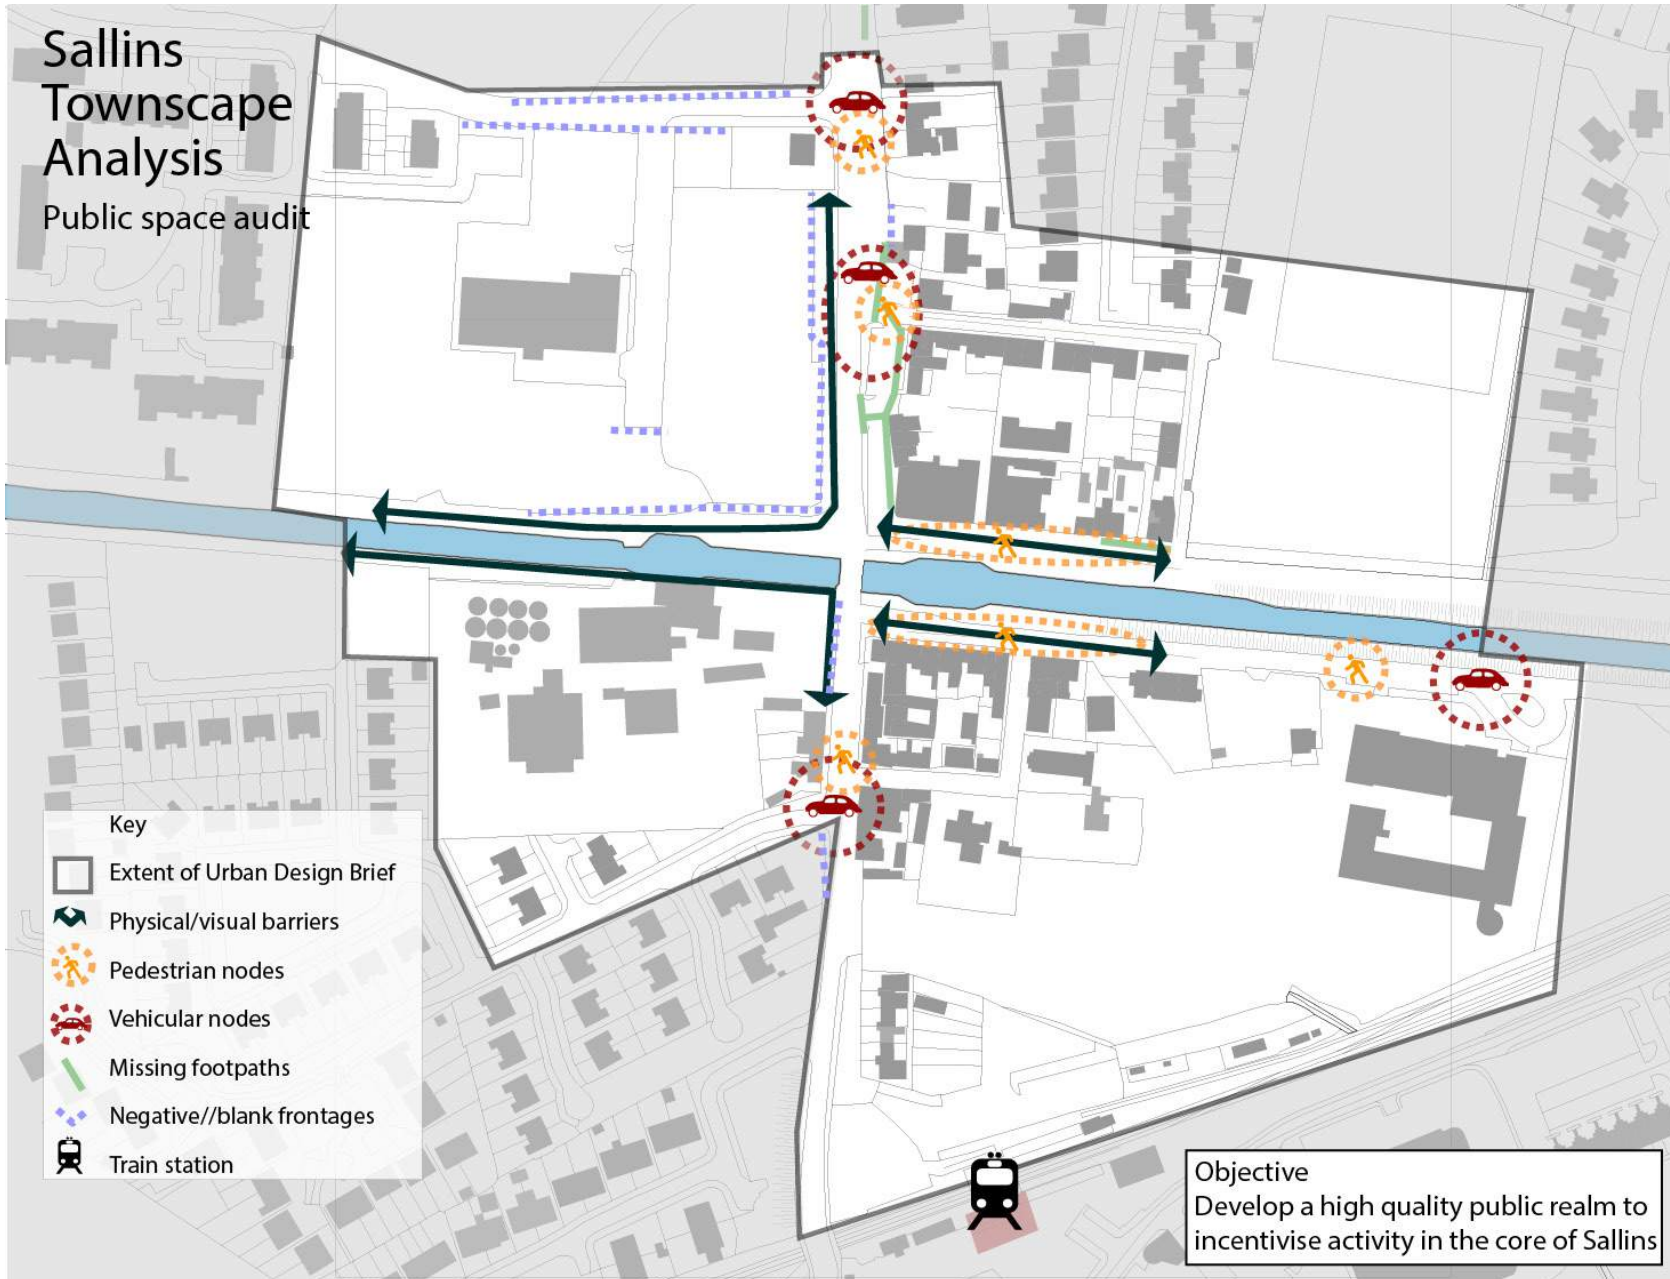 Sallins
Townscape
Analysis
Public space audit
Key
Extent of Urban Design Brief
Physical/visual barriers
Pedestrian nodes
Vehicular nodes
Missing footpaths
Negative//blank frontages
Train station
Objective
Develop a high quality public realm to
incentivise activity in the core of Sallins